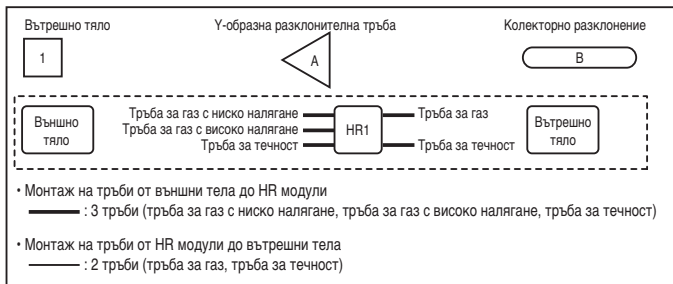 Вътрешно тяло
Y-образна разклонителна тръба
Колекторно разклонение
1
A
B
Външно тяло
Тръба за газ с ниско налягане
Тръба за газ с високо налягане
Тръба за течност
HR1
Тръба за газ
Тръба за течност
Вътрешно тяло
• Монтаж на тръби от външни тела до HR модули
: 3 тръби (тръба за газ с ниско налягане, тръба за газ с високо налягане, тръба за течност)
• Монтаж на тръби от HR модули до вътрешни тела
: 2 тръби (тръба за газ, тръба за течност)